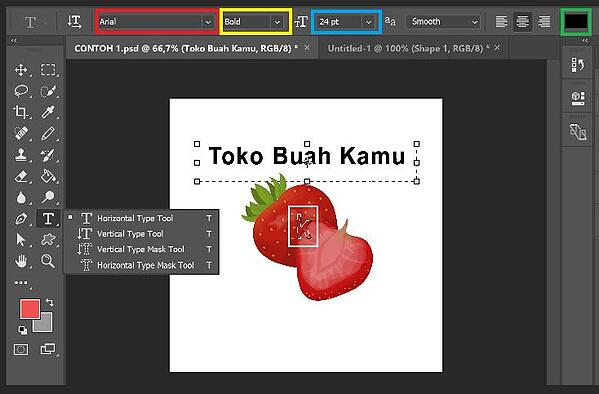 Arial
Bold
24 pt
Smooth
CONTOH 1.psd @ 66,7% (Toko Buah Kamu, RGB/8) *
Untitled-1 @ 100% (Shape 1, RGB/8) *
Toko Buah Kamu
K
Horizontal Type Tool T
Vertical Type Tool T
Vertical Type Mask Tool T
Horizontal Type Mask Tool T